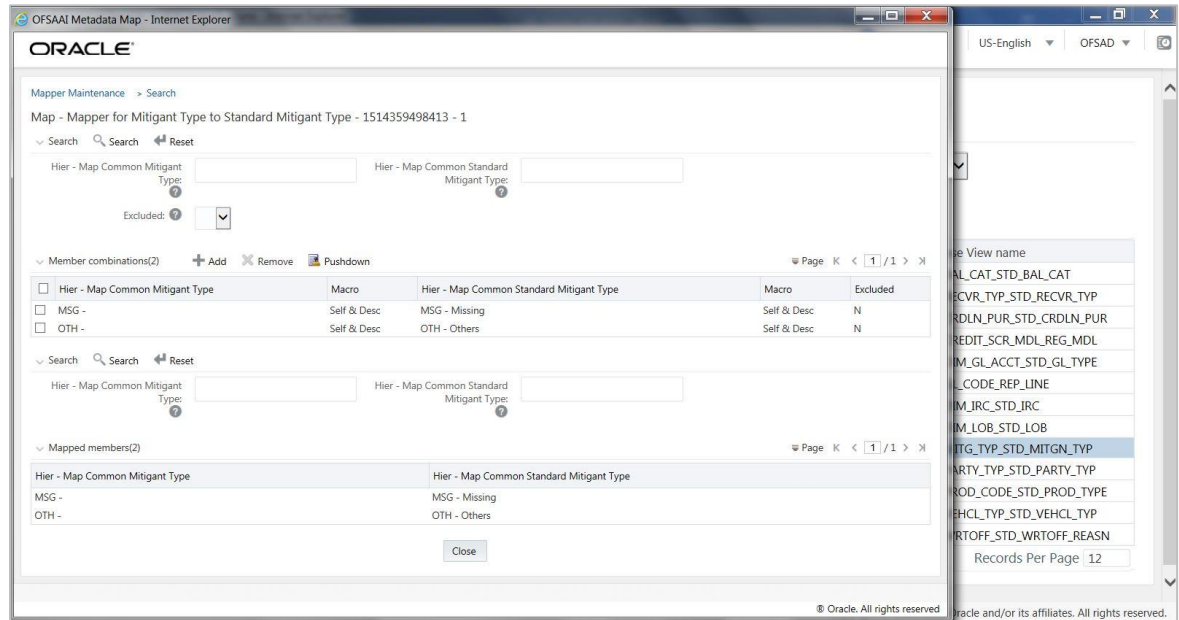 OFSAAI Metadata Map - Internet Explorer
ORACLE
Mapper Maintenance > Search
Map - Mapper for Mitigant Type to Standard Mitigant Type - 1514359498413 - 1
Search Search Reset
Hier - Map Common Mitigant Type:
Hier - Map Common Standard Mitigant Type:
Excluded:
Member combinations(2) Add Remove Pushdown Page 1 / 1
Hier - Map Common Mitigant Type Macro Hier - Map Common Standard Mitigant Type Macro Excluded
MSG - Self & Desc MSG - Missing Self & Desc N
OTH - Self & Desc OTH - Others Self & Desc N
Search Search Reset
Hier - Map Common Mitigant Type:
Hier - Map Common Standard Mitigant Type:
Mapped members(2) Page 1 / 1
Hier - Map Common Mitigant Type Hier - Map Common Standard Mitigant Type
MSG - MSG - Missing
OTH - OTH - Others
Close
® Oracle. All rights reserved
US-English OFSAD
se View name
AL_CAT_STD_BAL_CAT
ECVR_TYP_STD_RECVR_TYP
RDLN_PUR_STD_CRDLN_PUR
REDIT_SCR_MDL_REG_MDL
IM_GL_ACCT_STD_GL_TYPE
L_CODE_REP_LINE
IM_IRC_STD_IRC
IM_LOB_STD_LOB
ITG_TYP_STD_MITGN_TYP
ARTY_TYP_STD_PARTY_TYP
ROD_CODE_STD_PROD_TYPE
EHCL_TYP_STD_VEHCL_TYP
RTOFF_STD_WRTOFF_REASN
Records Per Page 12
racle and/or its affiliates. All rights reserved.